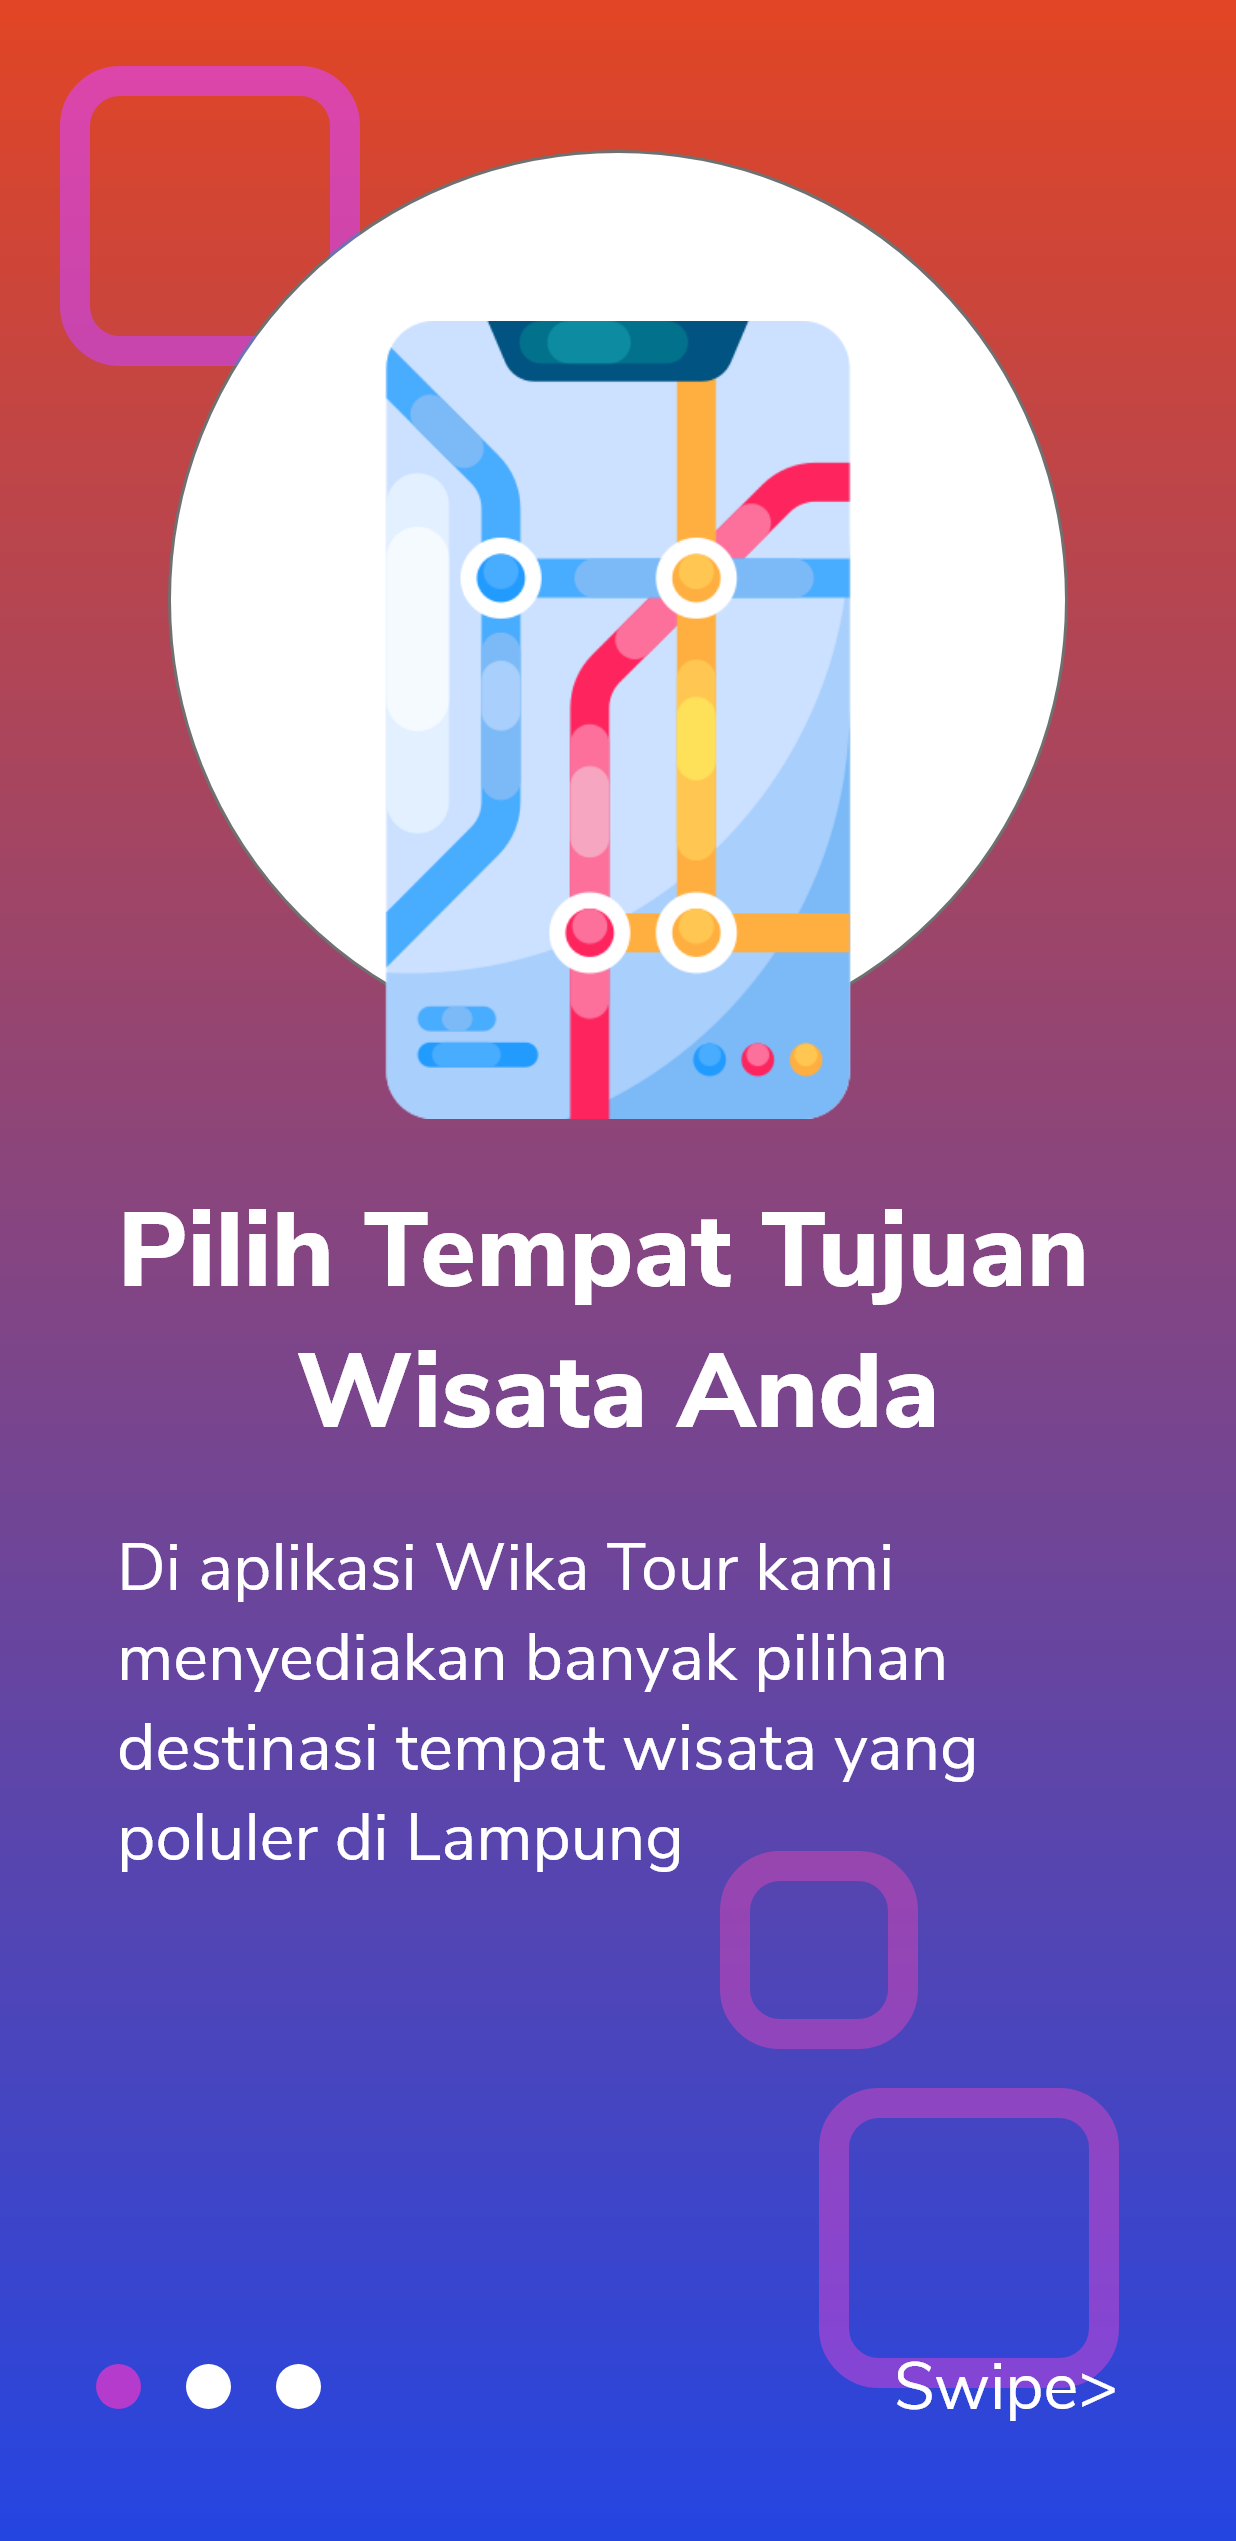 Pilih Tempat Tujuan
Wisata Anda
Di aplikasi Wika Tour kami
menyediakan banyak pilihan
destinasi tempat wisata yang
poluler di Lampung
Swipe>